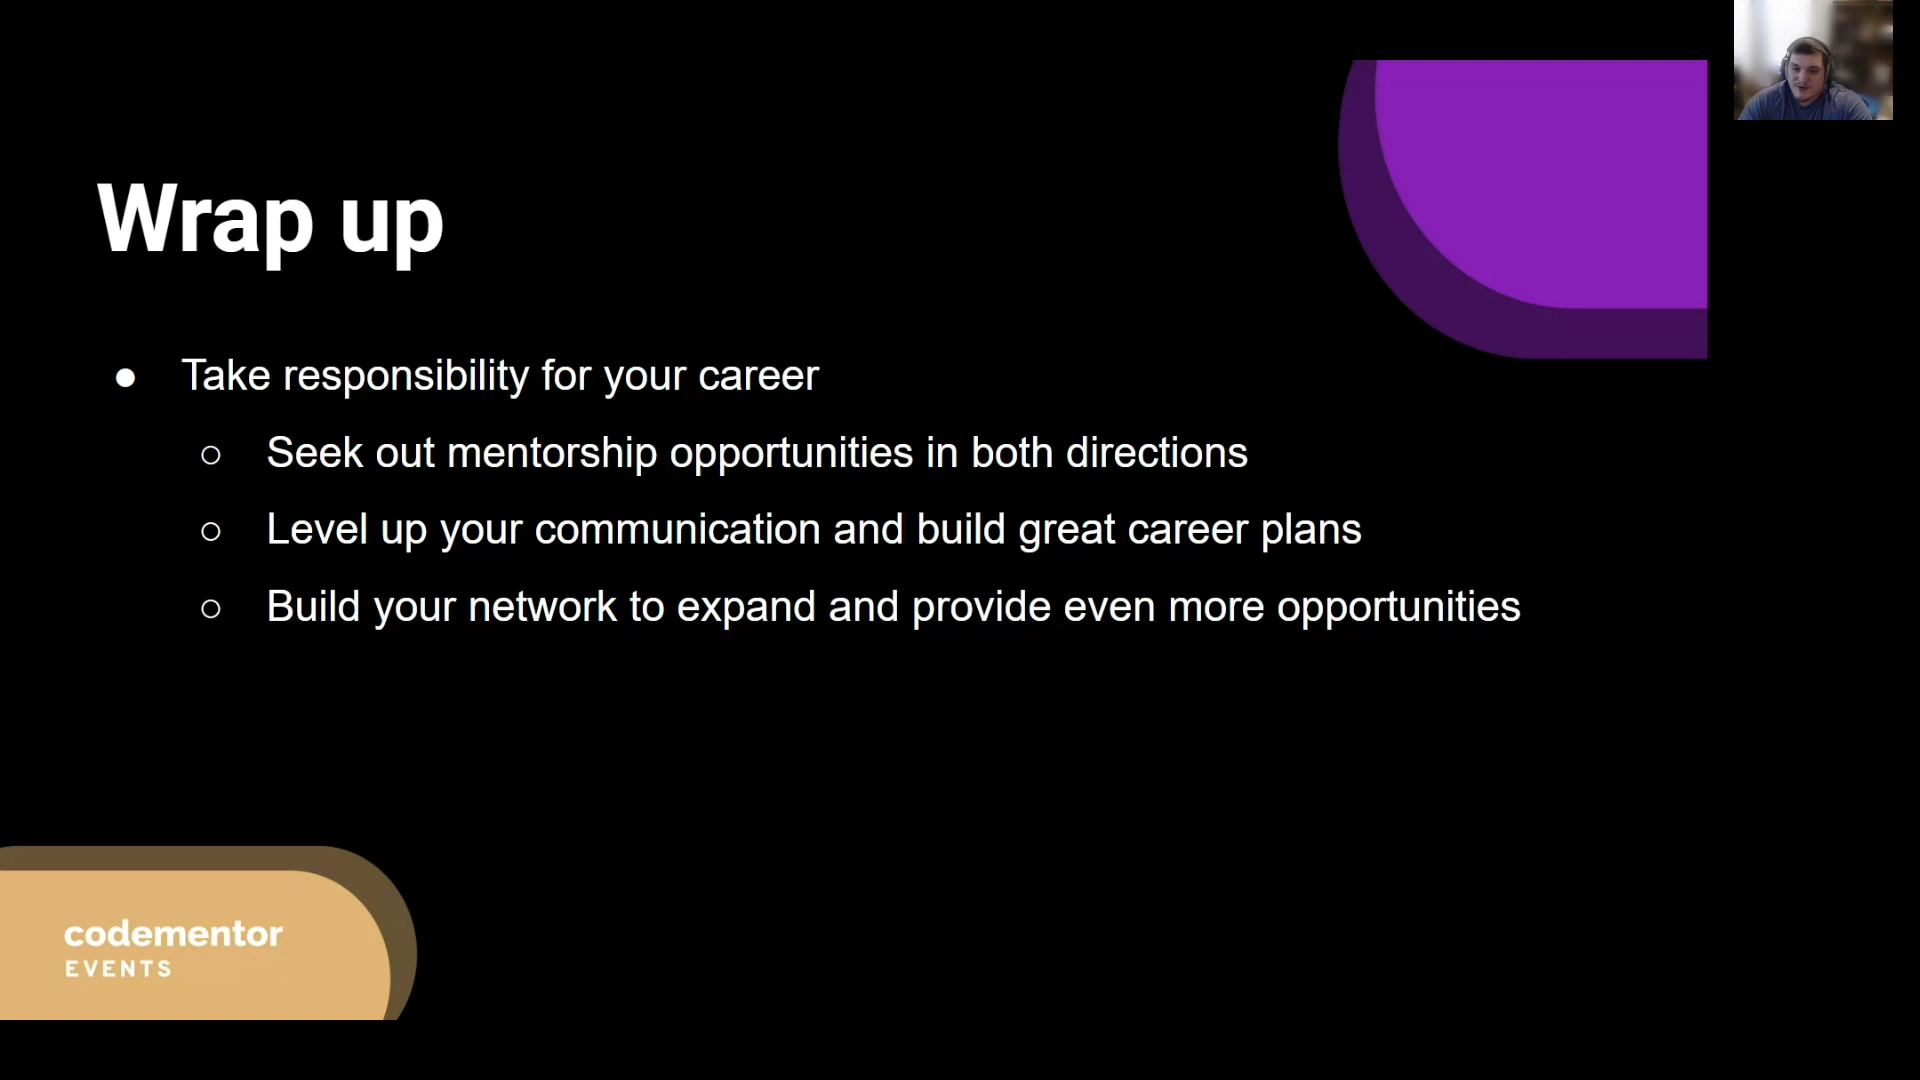 Wrap up
● Take responsibility for your career
○ Seek out mentorship opportunities in both directions
○ Level up your communication and build great career plans
○ Build your network to expand and provide even more opportunities
codementor
EVENTS